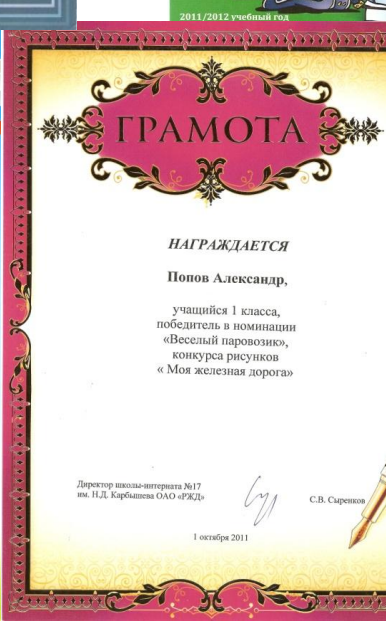 2011/2012 учебный год
ГРАМОТА
НАГРАЖДАЕТСЯ
Попов Александр,
учащийся 1 класса,
победитель в номинации
«Веселый паровозик»,
конкурса рисунков
« Моя железная дорога»
Директор школы-интерната №17
им. Н.Д. Карбышева ОАО «РЖД»
С.В. Сыренков
1 октября 2011